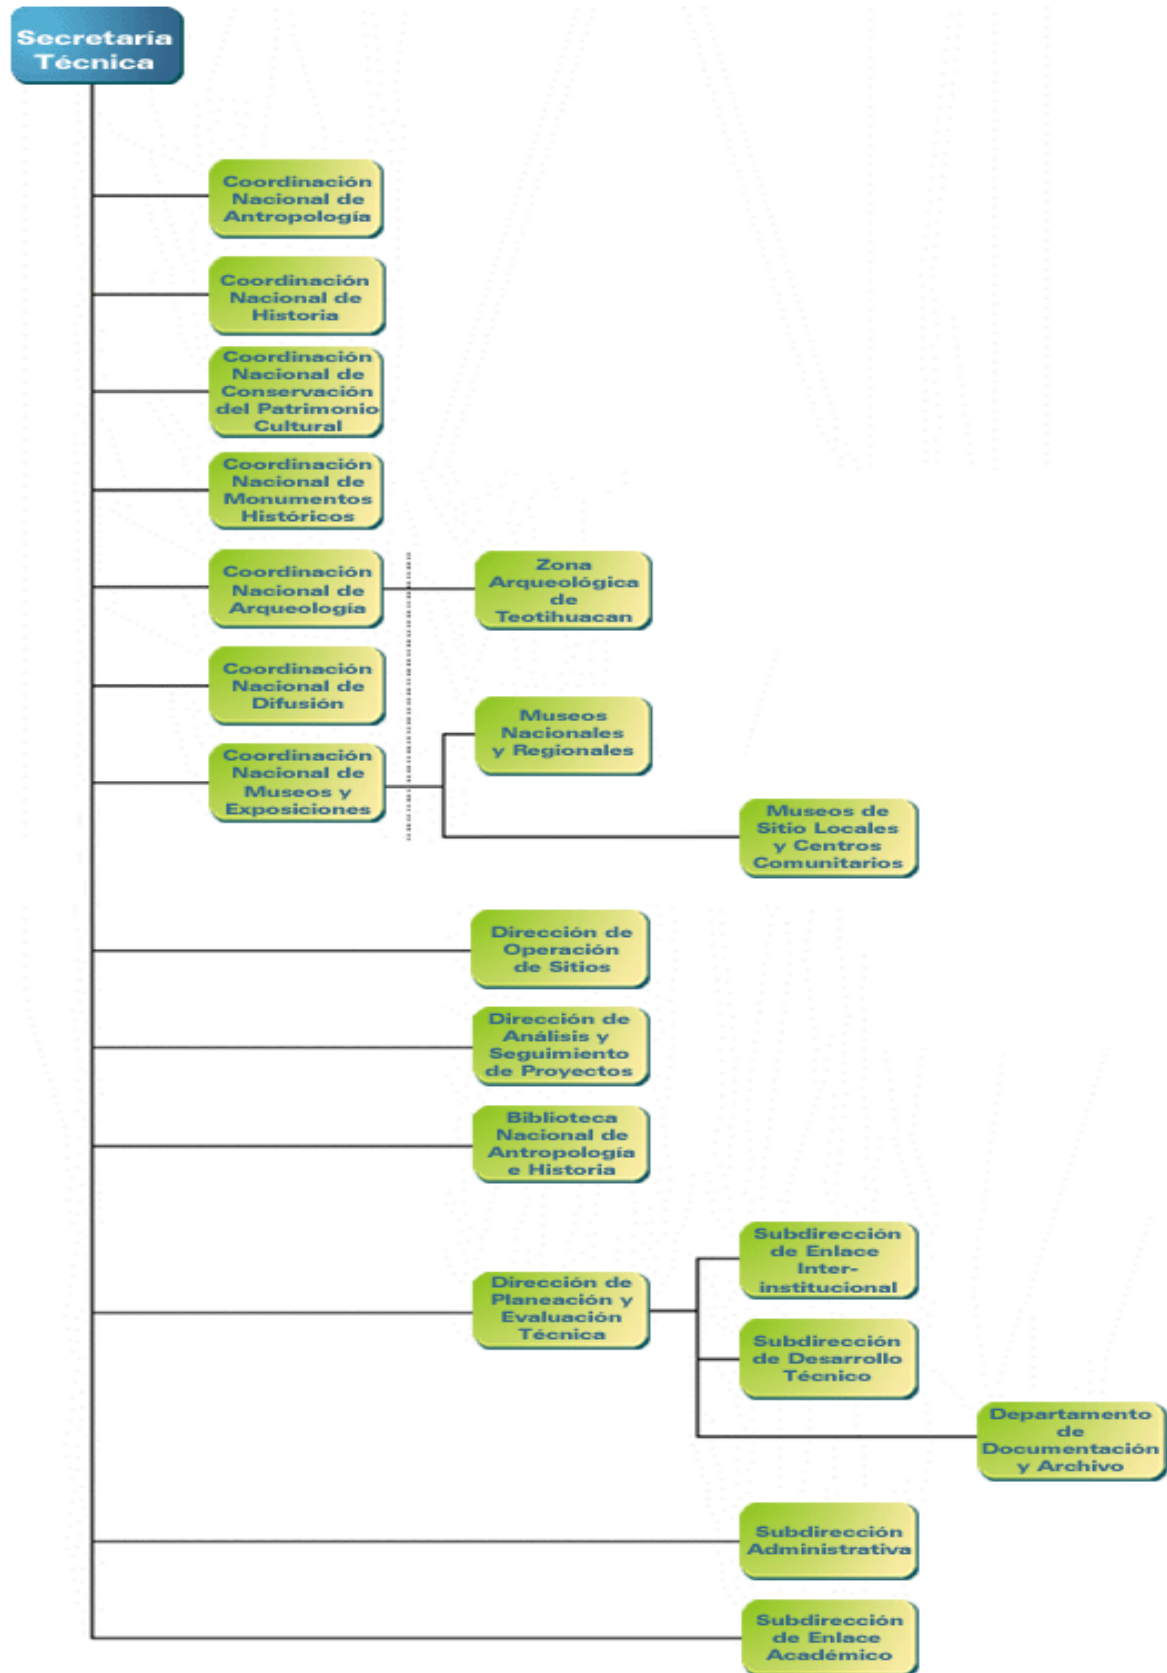 Secretaría
Técnica
Coordinación
Nacional de
Antropología
Coordinación
Nacional de
Historia
Coordinación
Nacional de
Conservación
del Patrimonio
Cultural
Coordinación
Nacional de
Monumentos
Históricos
Coordinación
Nacional de
Arqueología
Zona
Arqueológica
de
Teotihuacan
Coordinación
Nacional de
Difusión
Coordinación
Nacional de
Museos y
Exposiciones
Museos
Nacionales
y Regionales
Museos de
Sitio Locales
y Centros
Comunitarios
Dirección de
Operación
de Sitios
Dirección de
Análisis y
Seguimiento
de Proyectos
Biblioteca
Nacional de
Antropología
e Historia
Dirección de
Planeación y
Evaluación
Técnica
Subdirección
de Enlace
Inter-
institucional
Subdirección
de Desarrollo
Técnico
Departamento
de
Documentación
y Archivo
Subdirección
Administrativa
Subdirección
de Enlace
Académico